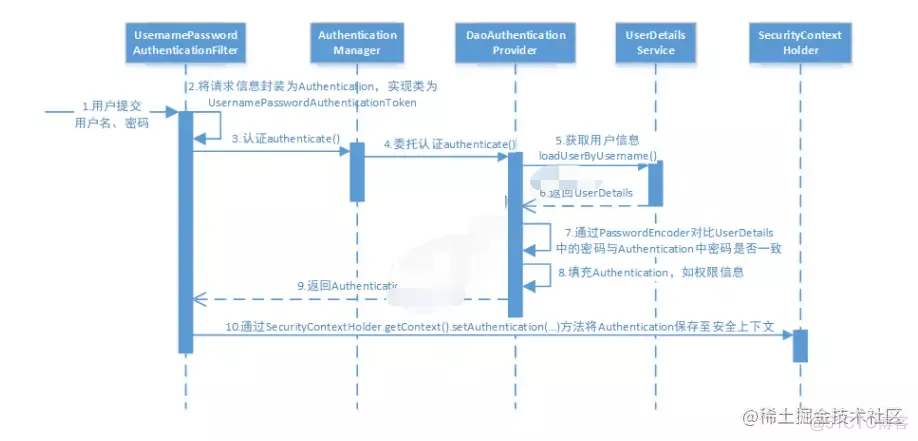 UsernamePassword
AuthenticationFilter
Authentication
Manager
DaoAuthentication
Provider
UserDetails
Service
SecurityContext
Holder
1.用户提交
用户名、密码
2.将请求信息封装为Authentication，实现类为
UsernamePasswordAuthenticationToken
3.认证authenticate()
4.委托认证authenticate()
5.获取用户信息
loadUserByUsername()
6.返回UserDetails
7.通过PasswordEncoder对比UserDetails
中的密码与Authentication中密码是否一致
8.填充Authentication，如权限信息
9.返回Authentic
10.通过SecurityContextHolder.getContext().setAuthentication(...)方法将Authentication保存至安全上下文
@稀土掘金技术社区